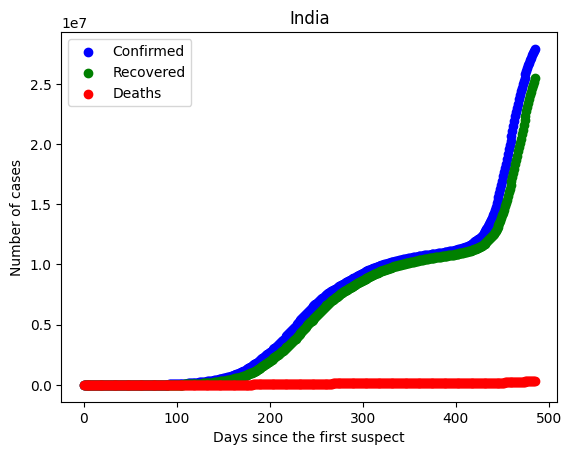 India
1e7
Confirmed
Recovered
Deaths
Number of cases
2.5
2.0
1.5
1.0
0.5
0.0
0 100 200 300 400 500
Days since the first suspect